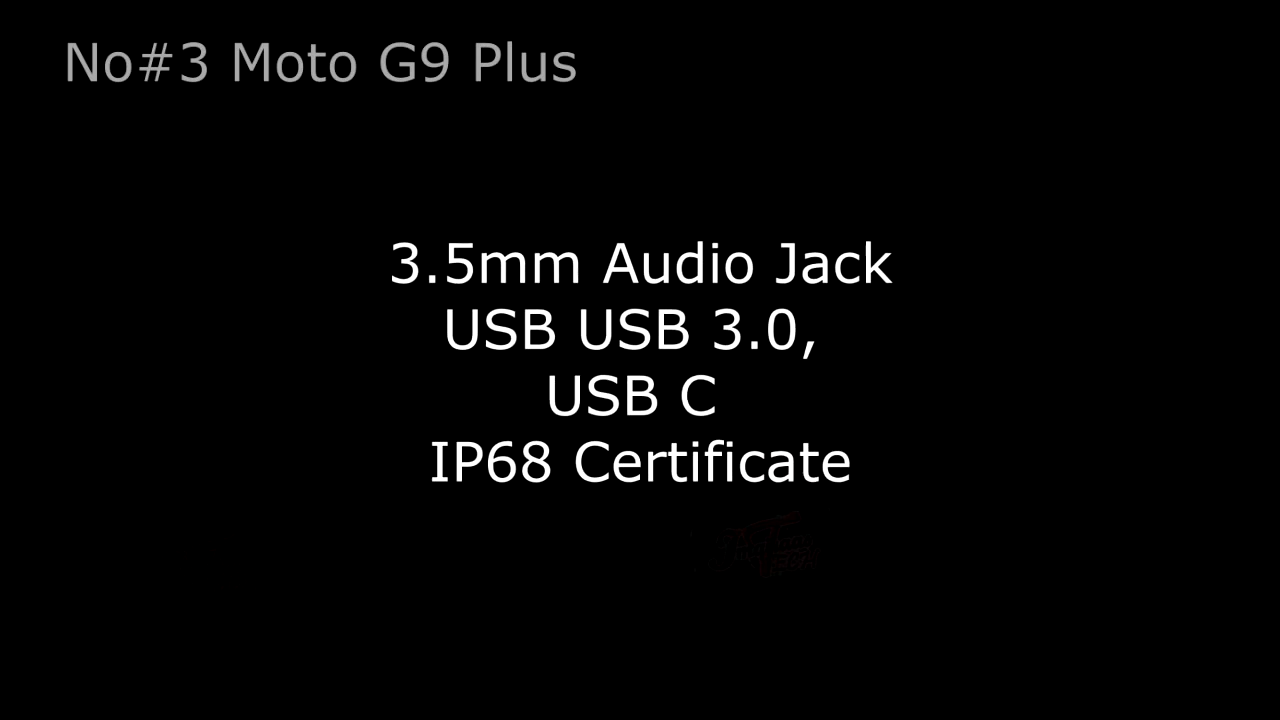 No#3 Moto G9 Plus
3.5mm Audio Jack
USB USB 3.0,
USB C
IP68 Certificate